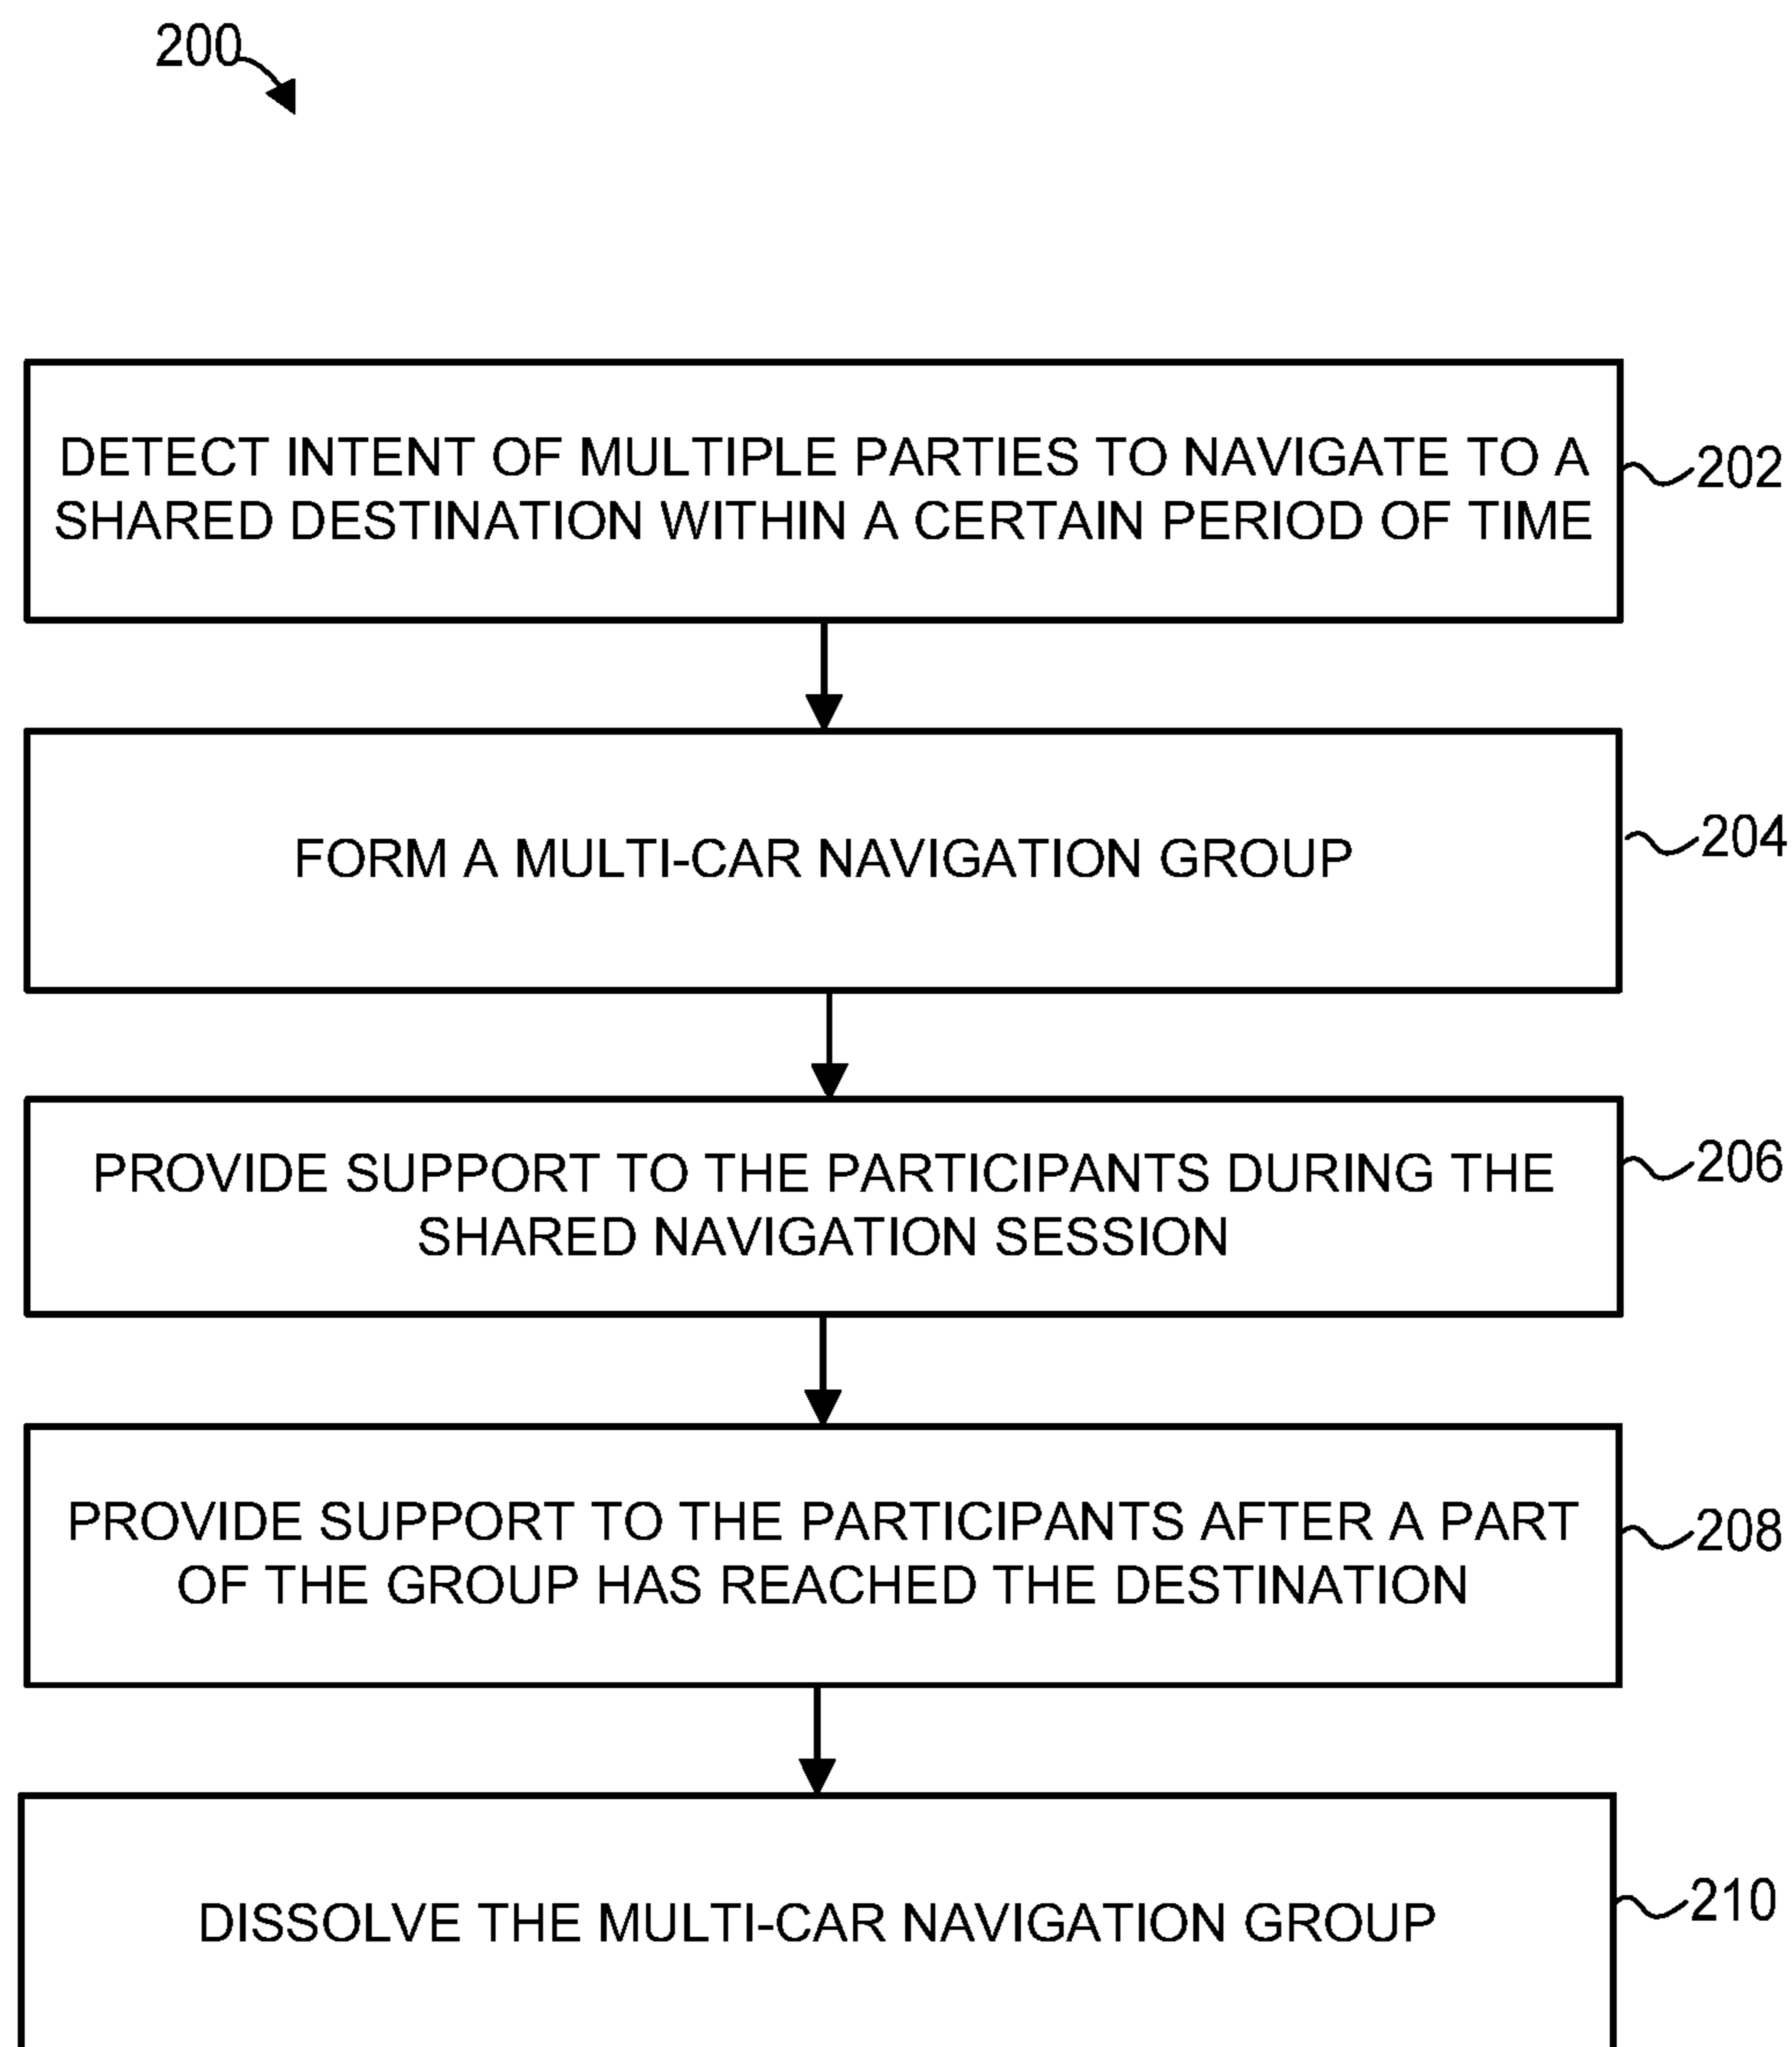 200
DETECT INTENT OF MULTIPLE PARTIES TO NAVIGATE TO A
SHARED DESTINATION WITHIN A CERTAIN PERIOD OF TIME
202
FORM A MULTI-CAR NAVIGATION GROUP
204
PROVIDE SUPPORT TO THE PARTICIPANTS DURING THE
SHARED NAVIGATION SESSION
206
PROVIDE SUPPORT TO THE PARTICIPANTS AFTER A PART
OF THE GROUP HAS REACHED THE DESTINATION
208
DISSOLVE THE MULTI-CAR NAVIGATION GROUP
210